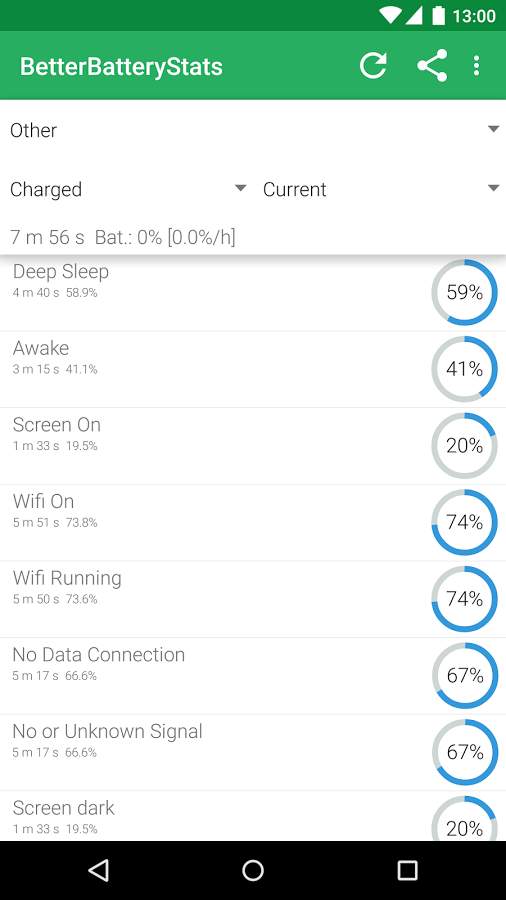 13:00
BetterBatteryStats
Other
Charged Current
7 m 56 s Bat.: 0% [0.0%/h]
Deep Sleep
4 m 40 s 58.9%
59%
Awake
3 m 15 s 41.1%
41%
Screen On
1 m 33 s 19.5%
20%
Wifi On
5 m 51 s 73.8%
74%
Wifi Running
5 m 50 s 73.6%
74%
No Data Connection
5 m 17 s 66.6%
67%
No or Unknown Signal
5 m 17 s 66.6%
67%
Screen dark
1 m 33 s 19.5%
20%